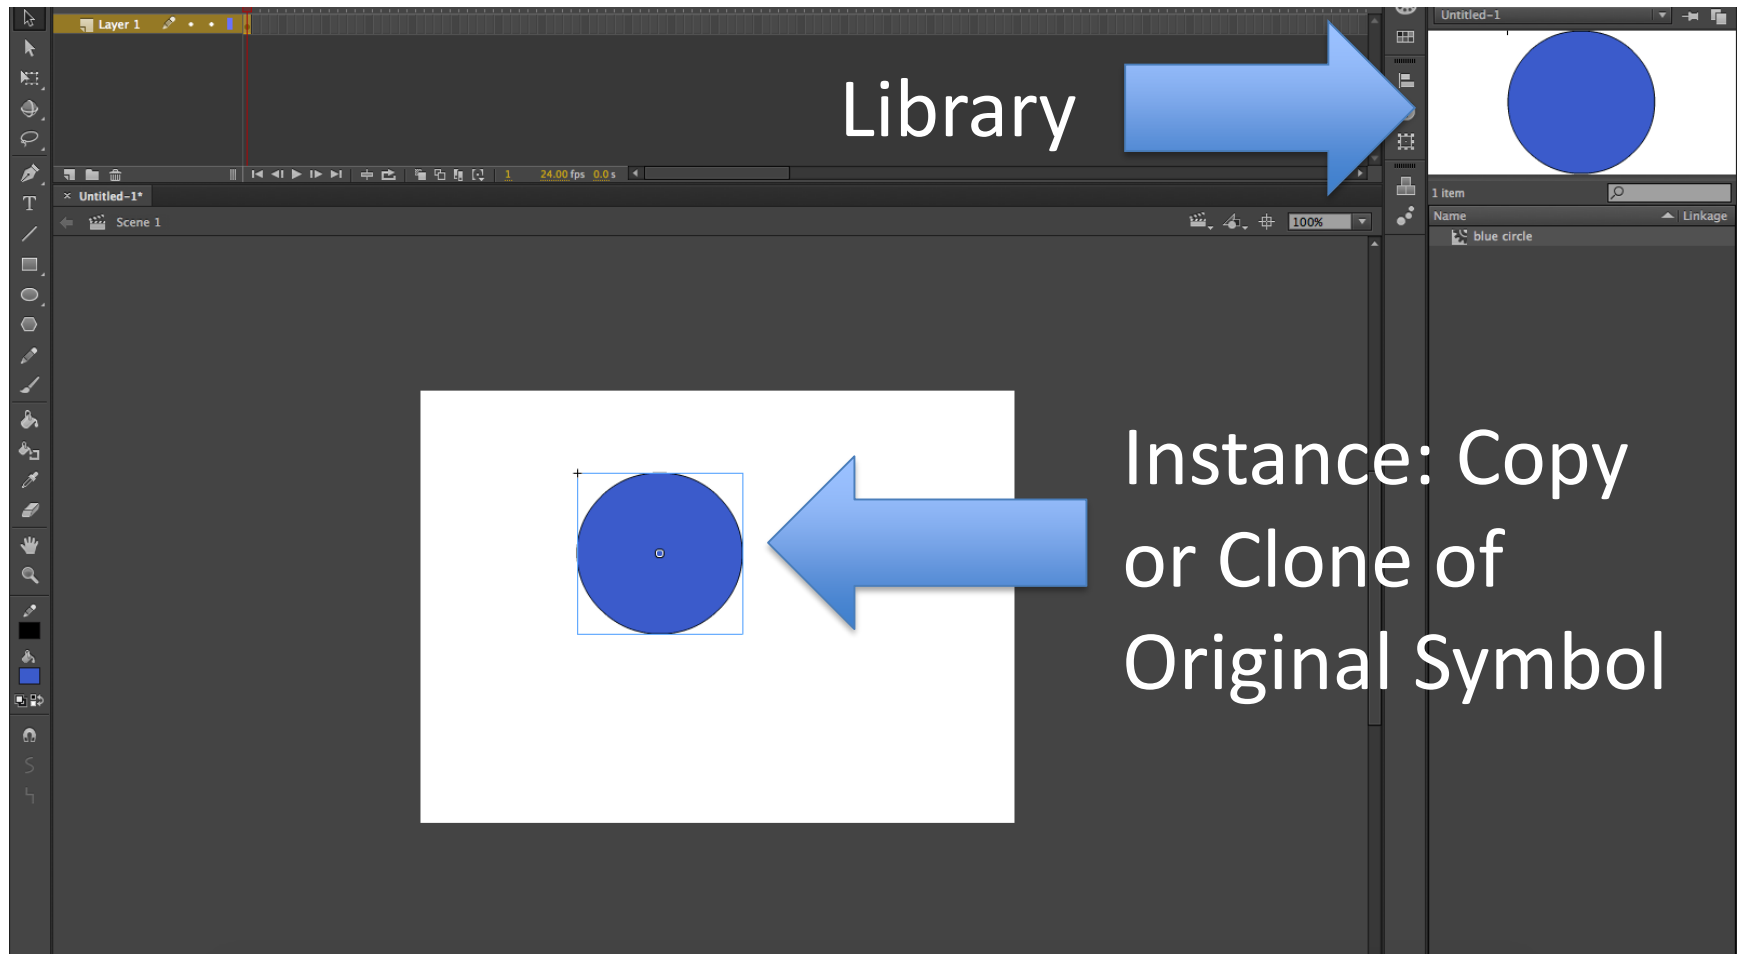 Layer 1
Untitled-1
Library
1 24.00 fps 0.0 s
1 item
× Untitled-1*
Name Linkage
Scene 1
100%
blue circle
T
Instance: Copy
or Clone of
Original Symbol